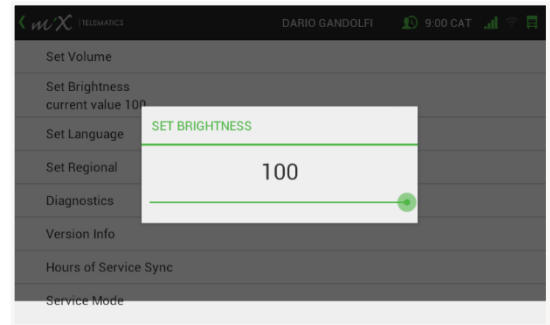 mX TELEMATICS DARIO GANDOLFI 9:00 CAT
Set Volume
Set Brightness
current value 100
Set Language
SET BRIGHTNESS
Set Regional
100
Diagnostics
Version Info
Hours of Service Sync
Service Mode